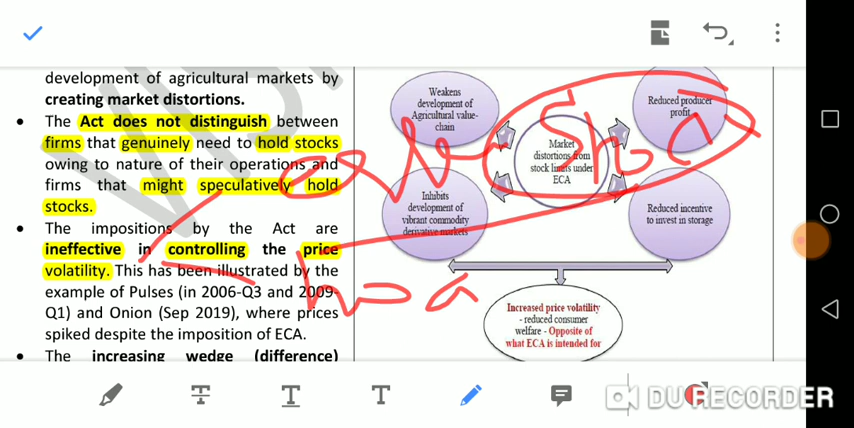 development of agricultural markets by
creating market distortions.
• The Act does not distinguish between
firms that genuinely need to hold stocks
owing to nature of their operations and
firms that might speculatively hold
stocks.
• The impositions by the Act are
ineffective in controlling the price
volatility. This has been illustrated by the
example of Pulses (in 2006-Q3 and 2009-
Q1) and Onion (Sep 2019), where prices
spiked despite the imposition of ECA.
• The increasing wedge (difference)
Weakens
development of
Agricultural value-
chain
Reduced producer
profit
Market
distortions from
stock limits under
ECA
Inhibits
development of
vibrant commodity
derivative markets
Reduced incentive
to invest in storage
Increased price volatility
- reduced consumer
welfare - Opposite of
what ECA is intended for
T T T
DU RECORDER